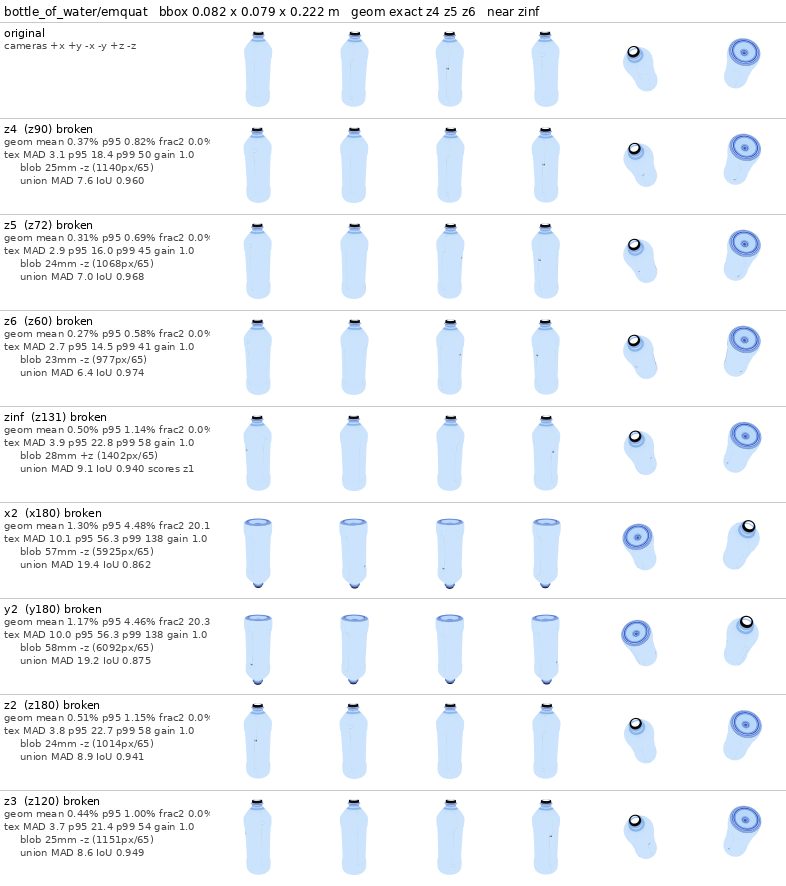 bottle_of_water/emquat   bbox 0.082 x 0.079 x 0.222 m   geom exact z4 z5 z6   near zinf
original
cameras +x +y -x -y +z -z
z4  (z90) broken
geom mean 0.37% p95 0.82% frac2 0.0%
tex MAD 3.1 p95 18.4 p99 50 gain 1.0
blob 25mm -z (1140px/65)
union MAD 7.6 IoU 0.960
z5  (z72) broken
geom mean 0.31% p95 0.69% frac2 0.0%
tex MAD 2.9 p95 16.0 p99 45 gain 1.0
blob 24mm -z (1068px/65)
union MAD 7.0 IoU 0.968
z6  (z60) broken
geom mean 0.27% p95 0.58% frac2 0.0%
tex MAD 2.7 p95 14.5 p99 41 gain 1.0
blob 23mm -z (977px/65)
union MAD 6.4 IoU 0.974
zinf  (z131) broken
geom mean 0.50% p95 1.14% frac2 0.0%
tex MAD 3.9 p95 22.8 p99 58 gain 1.0
blob 28mm +z (1402px/65)
union MAD 9.1 IoU 0.940 scores z1
x2  (x180) broken
geom mean 1.30% p95 4.48% frac2 20.1
tex MAD 10.1 p95 56.3 p99 138 gain 1.0
blob 57mm -z (5925px/65)
union MAD 19.4 IoU 0.862
y2  (y180) broken
geom mean 1.17% p95 4.46% frac2 20.3
tex MAD 10.0 p95 56.3 p99 138 gain 1.0
blob 58mm -z (6092px/65)
union MAD 19.2 IoU 0.875
z2  (z180) broken
geom mean 0.51% p95 1.15% frac2 0.0%
tex MAD 3.8 p95 22.7 p99 58 gain 1.0
blob 24mm -z (1014px/65)
union MAD 8.9 IoU 0.941
z3  (z120) broken
geom mean 0.44% p95 1.00% frac2 0.0%
tex MAD 3.7 p95 21.4 p99 54 gain 1.0
blob 25mm -z (1151px/65)
union MAD 8.6 IoU 0.949